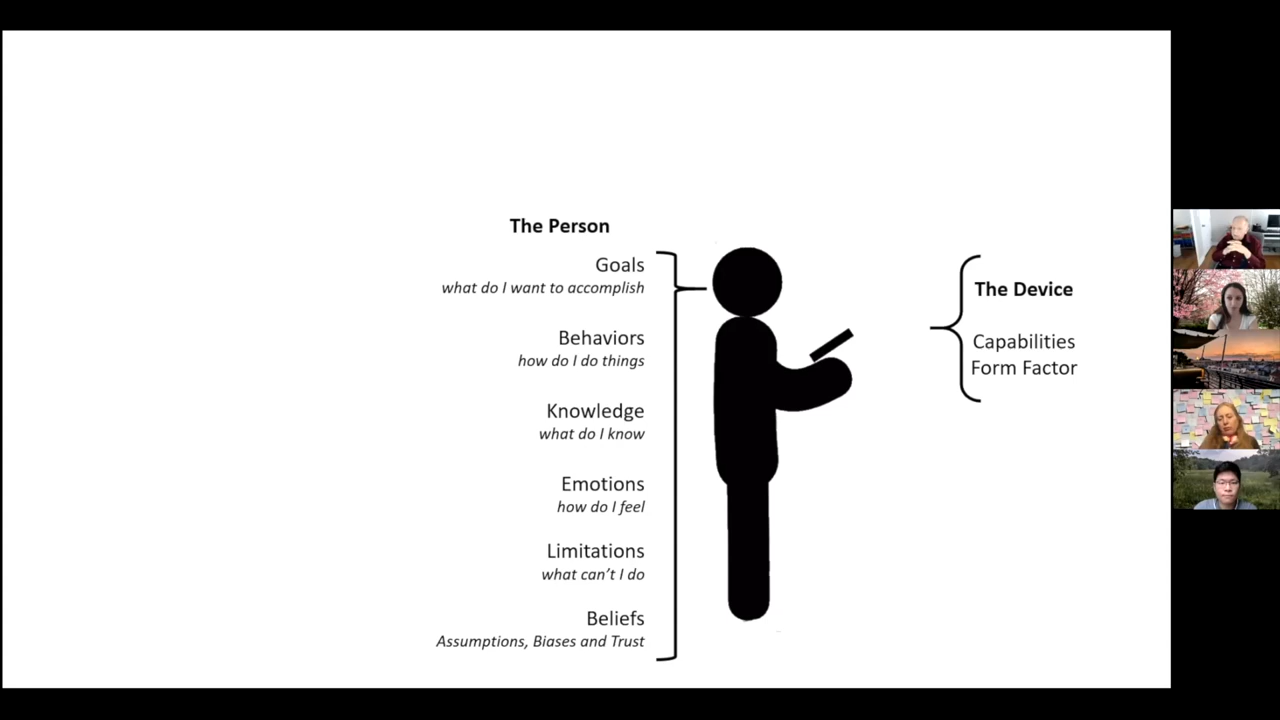 The Person
Goals
what do I want to accomplish
Behaviors
how do I do things
Knowledge
what do I know
Emotions
how do I feel
Limitations
what can’t I do
Beliefs
Assumptions, Biases and Trust
The Device
Capabilities
Form Factor